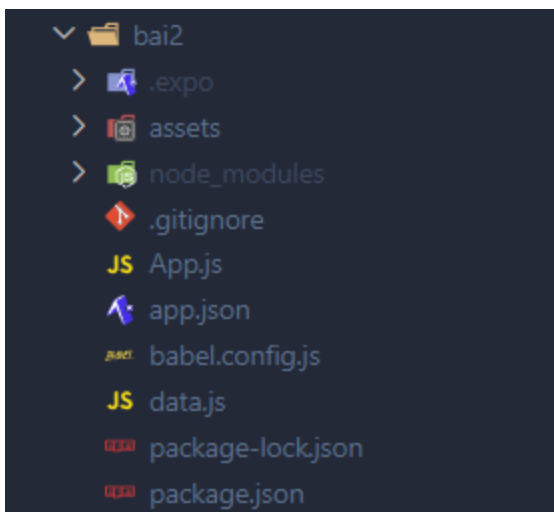 bai2
.expo
assets
node_modules
.gitignore
JS App.js
app.json
babel.config.js
JS data.js
package-lock.json
package.json